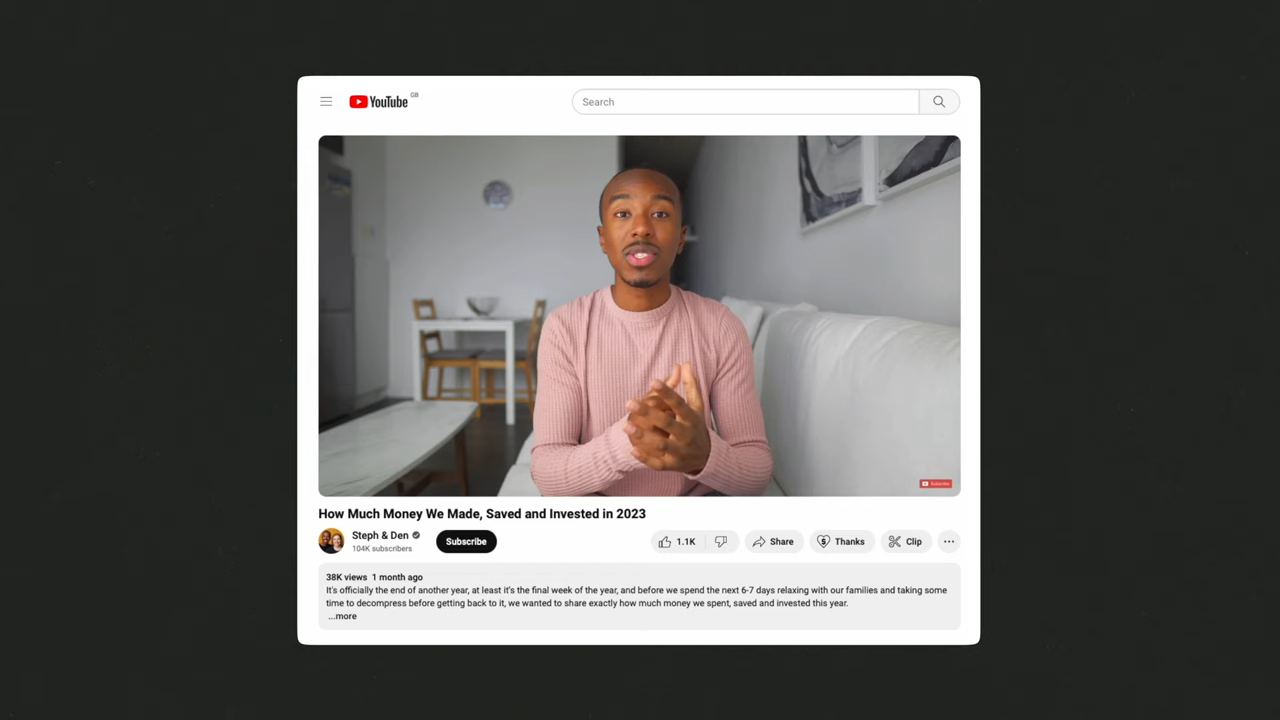 YouTube GB
Search
Subscribe
How Much Money We Made, Saved and Invested in 2023
Steph & Den
104K subscribers
Subscribe
1.1K
Share
Thanks
Clip
38K views 1 month ago
It's officially the end of another year, at least it's the final week of the year, and before we spend the next 6-7 days relaxing with our families and taking some
time to decompress before getting back to it, we wanted to share exactly how much money we spent, saved and invested this year.
...more